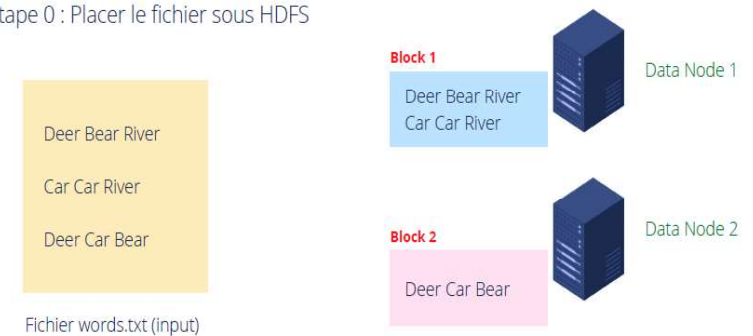 tape 0 : Placer le fichier sous HDFS
Deer Bear River
Car Car River
Deer Car Bear
Fichier words.txt (input)
Block 1
Deer Bear River
Car Car River
Data Node 1
Block 2
Deer Car Bear
Data Node 2